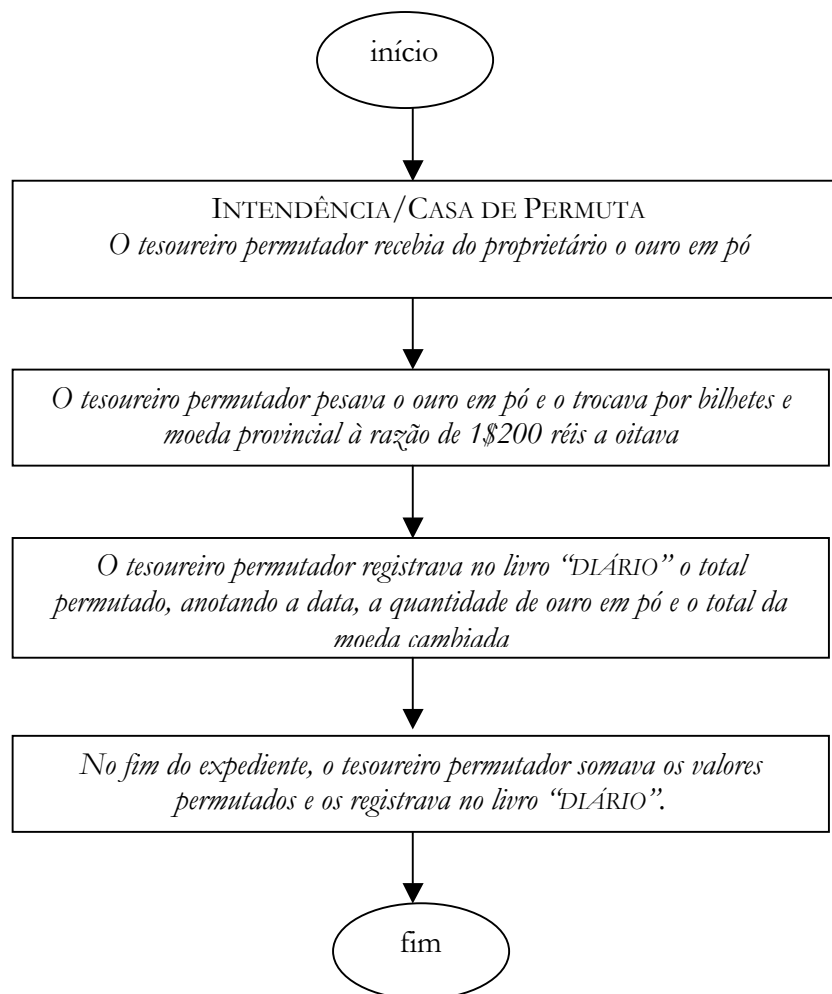 início
INTENDÊNCIA/CASA DE PERMUTA
O tesoureiro permutador recebia do proprietário o ouro em pó
O tesoureiro permutador pesava o ouro em pó e o trocava por bilhetes e
moeda provincial à razão de 1$200 réis a oitava
O tesoureiro permutador registrava no livro “DIÁRIO” o total
permutado, anotando a data, a quantidade de ouro em pó e o total da
moeda cambiada
No fim do expediente, o tesoureiro permutador somava os valores
permutados e os registrava no livro “DIÁRIO”.
fim